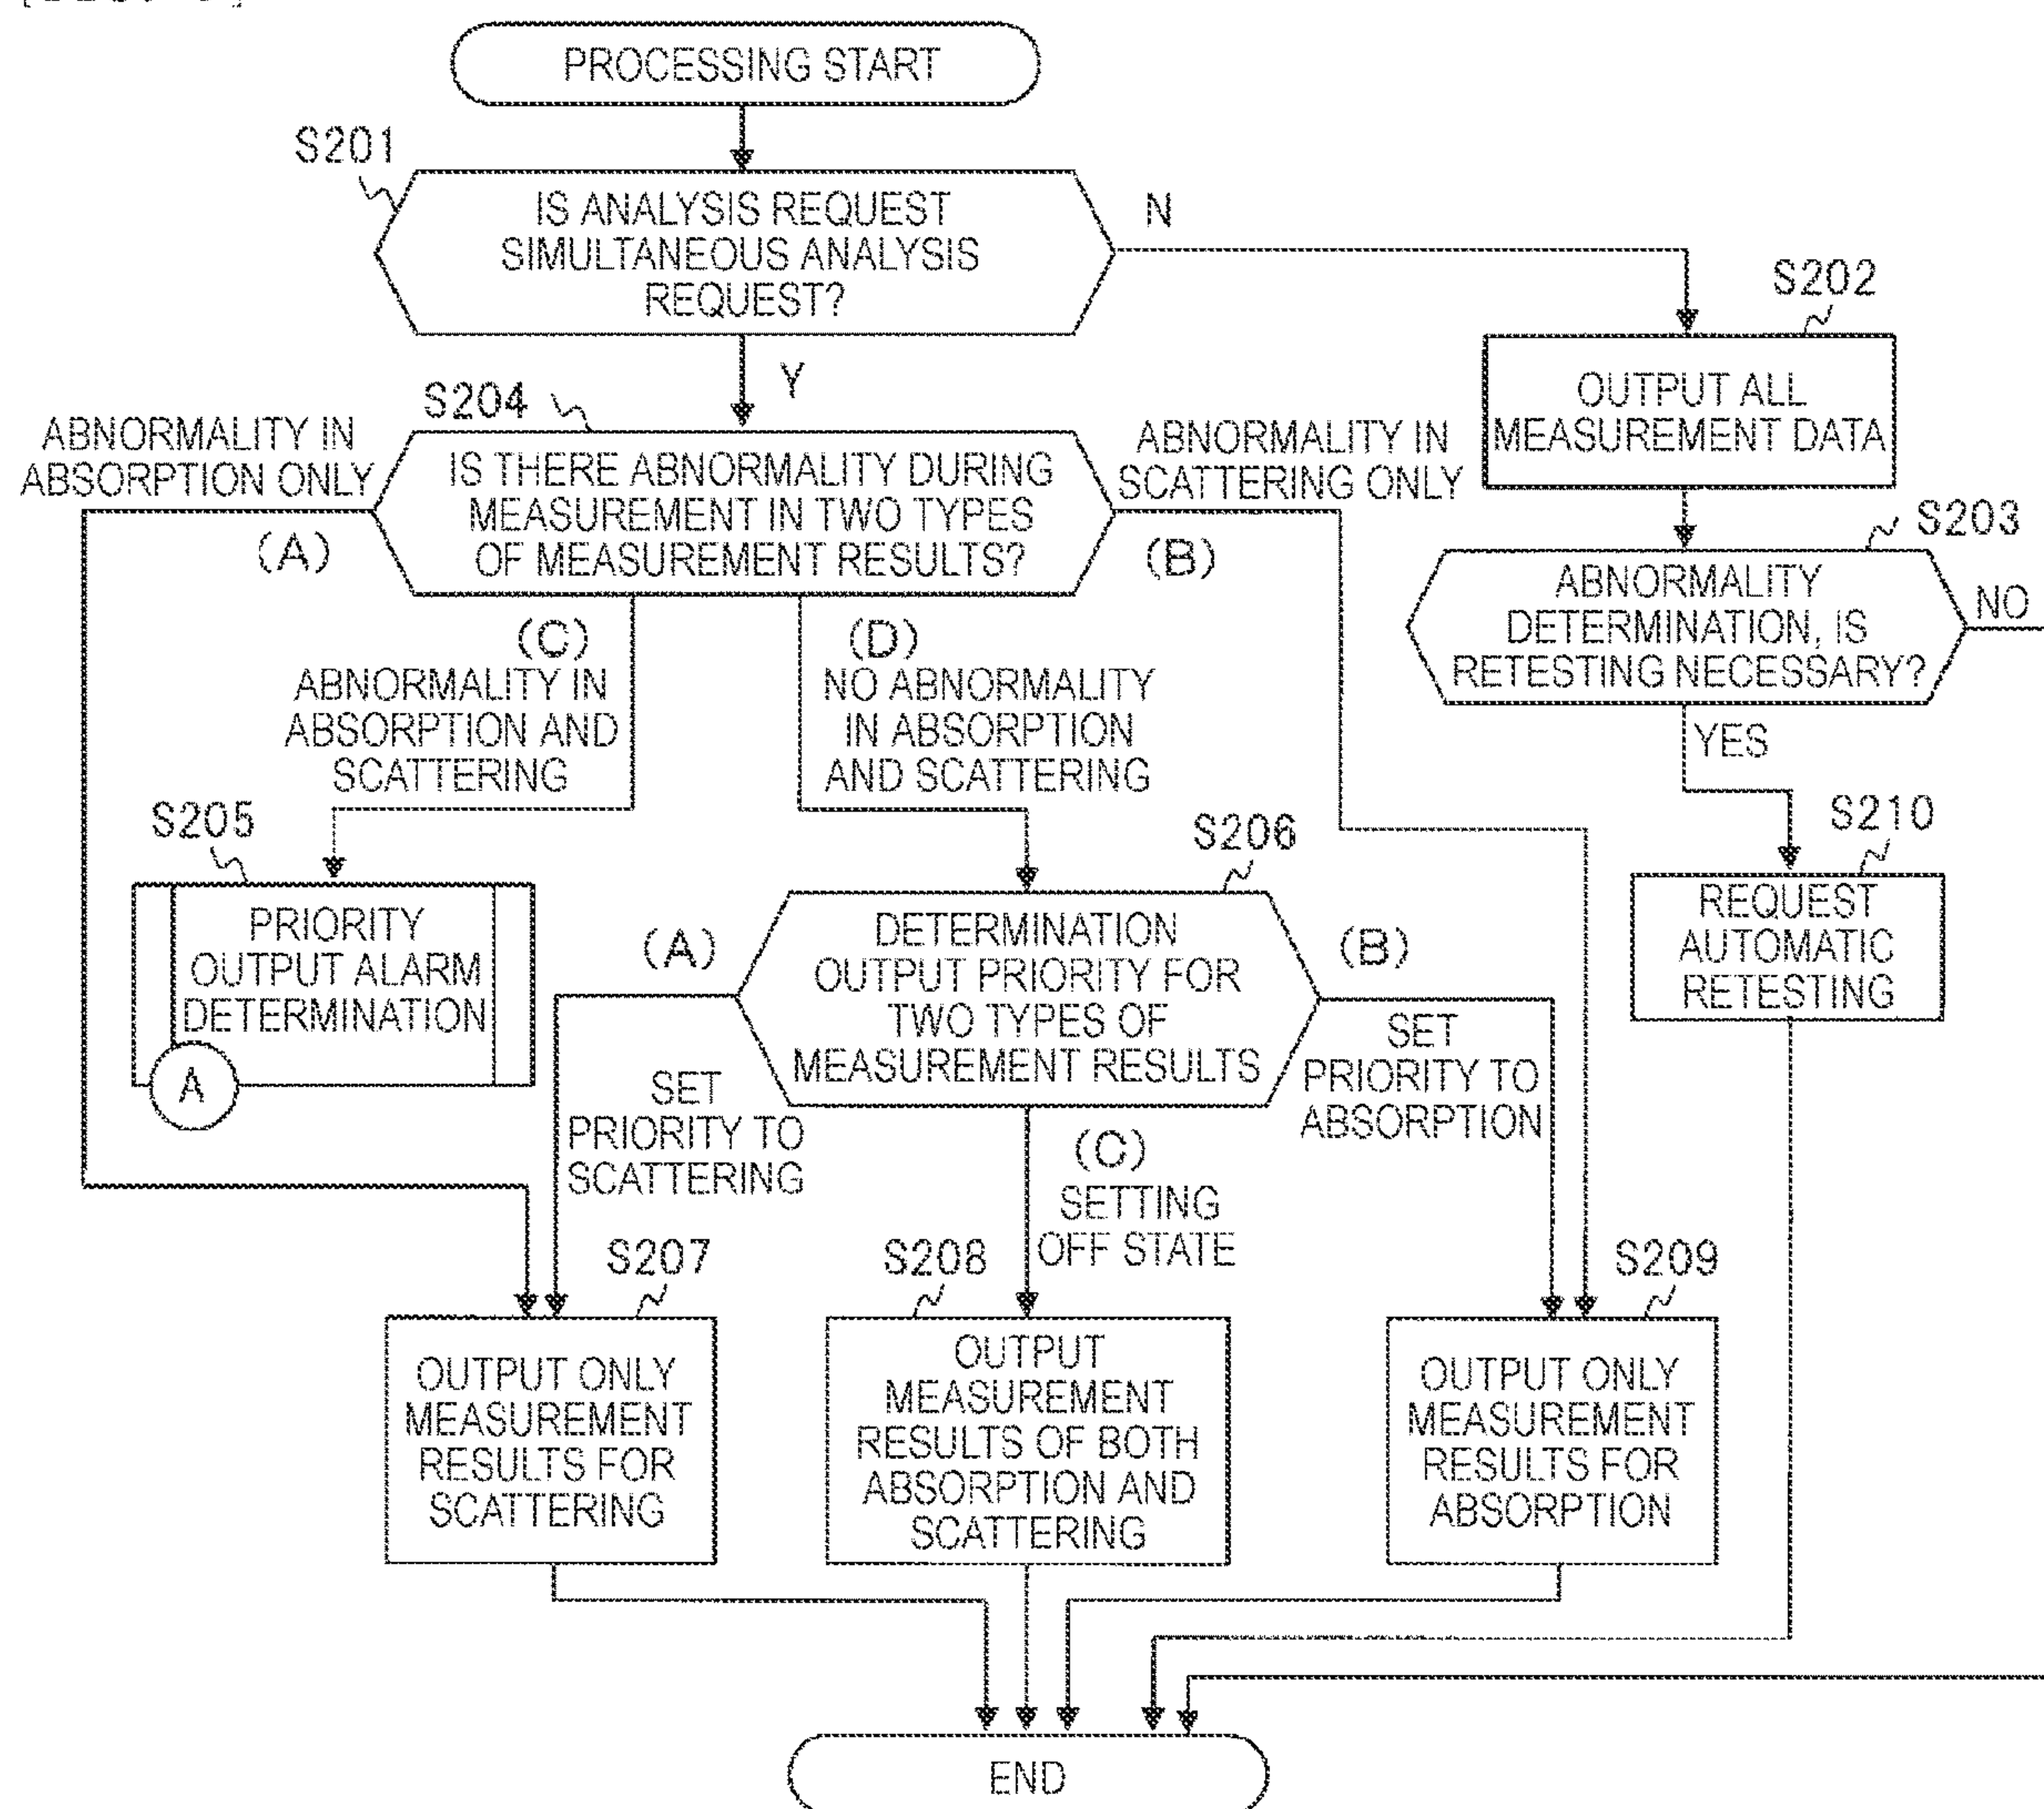 PROCESSING START
S201
IS ANALYSIS REQUEST
SIMULTANEOUS ANALYSIS
REQUEST?
N
Y
S202
OUTPUT ALL
MEASUREMENT DATA
S203
ABNORMALITY
DETERMINATION, IS
RETESTING NECESSARY?
NO
YES
S210
REQUEST
AUTOMATIC
RETESTING
S204
IS THERE ABNORMALITY DURING
MEASUREMENT IN TWO TYPES
OF MEASUREMENT RESULTS?
ABNORMALITY IN
ABSORPTION ONLY
(A)
ABNORMALITY IN
SCATTERING ONLY
(B)
(C)
ABNORMALITY IN
ABSORPTION AND
SCATTERING
(D)
NO ABNORMALITY
IN ABSORPTION
AND SCATTERING
S205
PRIORITY
OUTPUT ALARM
DETERMINATION
A
S206
DETERMINATION
OUTPUT PRIORITY FOR
TWO TYPES OF
MEASUREMENT RESULTS
(A)
SET
PRIORITY TO
SCATTERING
(B)
SET
PRIORITY TO
ABSORPTION
(C)
SETTING
OFF STATE
S207
OUTPUT ONLY
MEASUREMENT
RESULTS FOR
SCATTERING
S208
OUTPUT
MEASUREMENT
RESULTS OF BOTH
ABSORPTION AND
SCATTERING
S209
OUTPUT ONLY
MEASUREMENT
RESULTS FOR
ABSORPTION
END